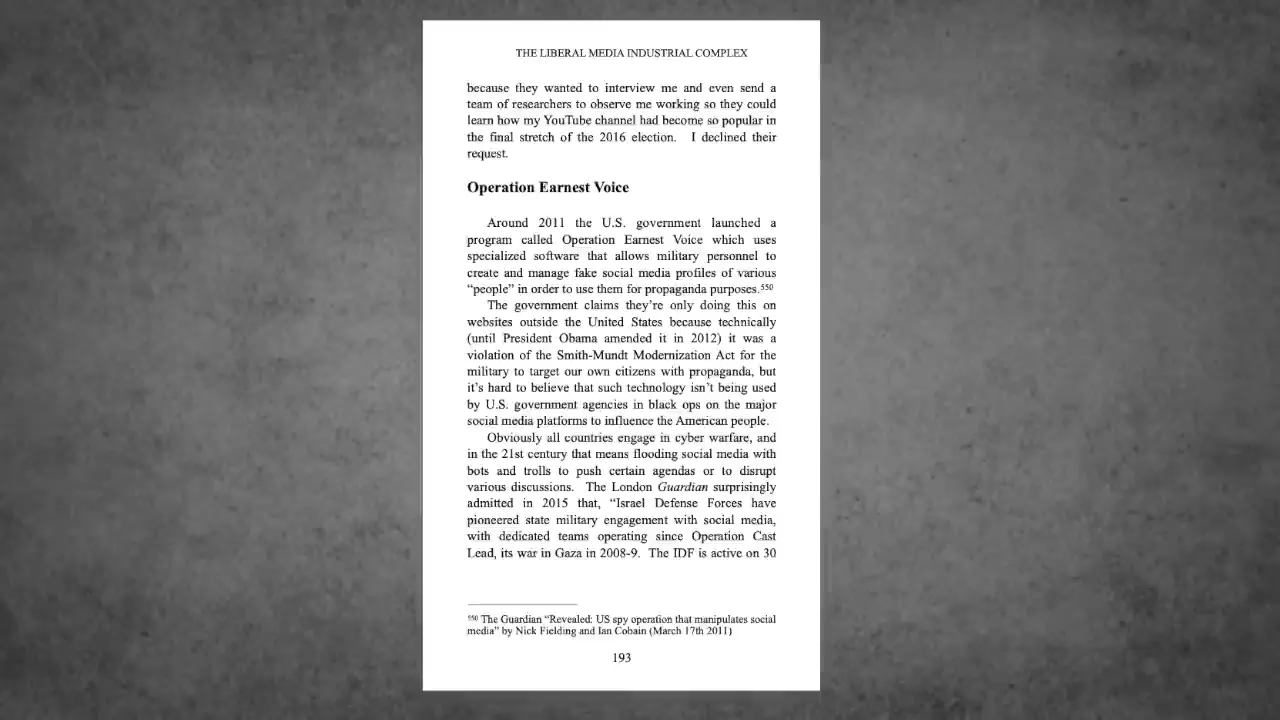 THE LIBERAL MEDIA INDUSTRIAL COMPLEX
because they wanted to interview me and even send a
team of researchers to observe me working so they could
learn how my YouTube channel had become so popular in
the final stretch of the 2016 election. I declined their
request.
Operation Earnest Voice
Around 2011 the U.S. government launched a
program called Operation Earnest Voice which uses
specialized software that allows military personnel to
create and manage fake social media profiles of various
“people” in order to use them for propaganda purposes.⁵⁵⁰
The government claims they’re only doing this on
websites outside the United States because technically
(until President Obama amended it in 2012) it was a
violation of the Smith-Mundt Modernization Act for the
military to target our own citizens with propaganda, but
it’s hard to believe that such technology isn’t being used
by U.S. government agencies in black ops on the major
social media platforms to influence the American people.
Obviously all countries engage in cyber warfare, and
in the 21st century that means flooding social media with
bots and trolls to push certain agendas or to disrupt
various discussions. The London Guardian surprisingly
admitted in 2015 that, “Israel Defense Forces have
pioneered state military engagement with social media,
with dedicated teams operating since Operation Cast
Lead, its war in Gaza in 2008-9. The IDF is active on 30
⁵⁵⁰ The Guardian “Revealed: US spy operation that manipulates social
media” by Nick Fielding and Ian Cobain (March 17th 2011)
193